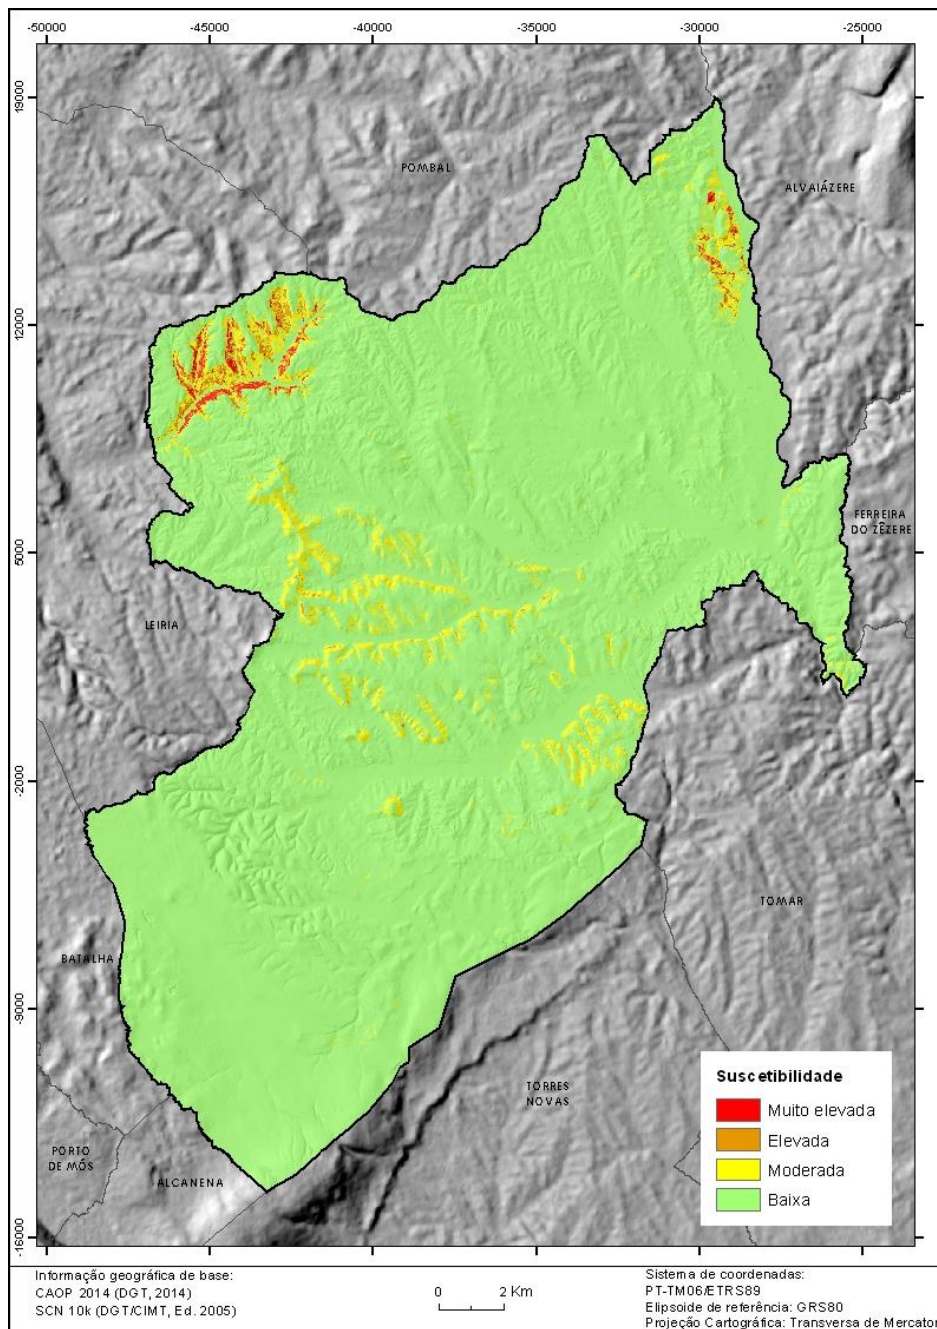 -50000
-45000
-40000
-35000
-30000
-25000
19000
12000
5000
-2000
-9000
-16000
POMBAL
ALVAIÁZERE
FERREIRA
DO ZÊZERE
LEIRIA
TOMAR
BATALHA
TORRES
NOVAS
PORTO
DE MÓS
ALCANENA
Suscetibilidade
Muito elevada
Elevada
Moderada
Baixa
Informação geográfica de base:
CAOP 2014 (DGT, 2014)
SCN 10k (DGT/CIMT, Ed. 2005)
0 2 Km
Sistema de coordenadas:
PT-TM06/ETRS89
Elipsoide de referência: GRS80
Projeção Cartográfica: Transversa de Mercator